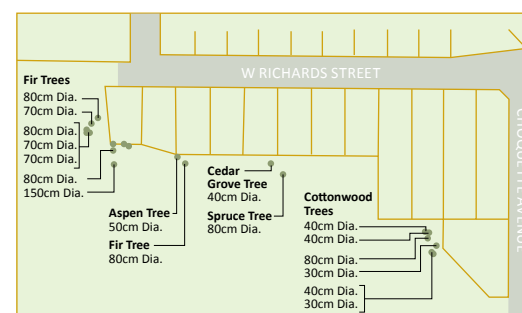 W RICHARDS STREET
Fir Trees
80cm Dia.
70cm Dia.
80cm Dia.
70cm Dia.
70cm Dia.
80cm Dia.
150cm Dia.
Aspen Tree
50cm Dia.
Fir Tree
80cm Dia.
Cedar
Grove Tree
40cm Dia.
Spruce Tree
80cm Dia.
Cottonwood
Trees
40cm Dia.
40cm Dia.
80cm Dia.
30cm Dia.
40cm Dia.
30cm Dia.
AVENUE